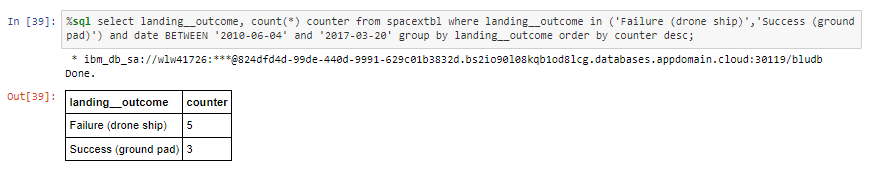 In [39]: %sql select landing__outcome, count(*) counter from spacextbl where landing__outcome in ('Failure (drone ship)','Success (ground
pad)') and date BETWEEN '2010-06-04' and '2017-03-20' group by landing__outcome order by counter desc;
* ibm_db_sa://wlw41726:***@824dfd4d-99de-440d-9991-629c01b3832d.bs2io90l08kqb1od8lcg.databases.appdomain.cloud:30119/bludb
Done.
Out[39]: landing__outcome counter
Failure (drone ship) 5
Success (ground pad) 3